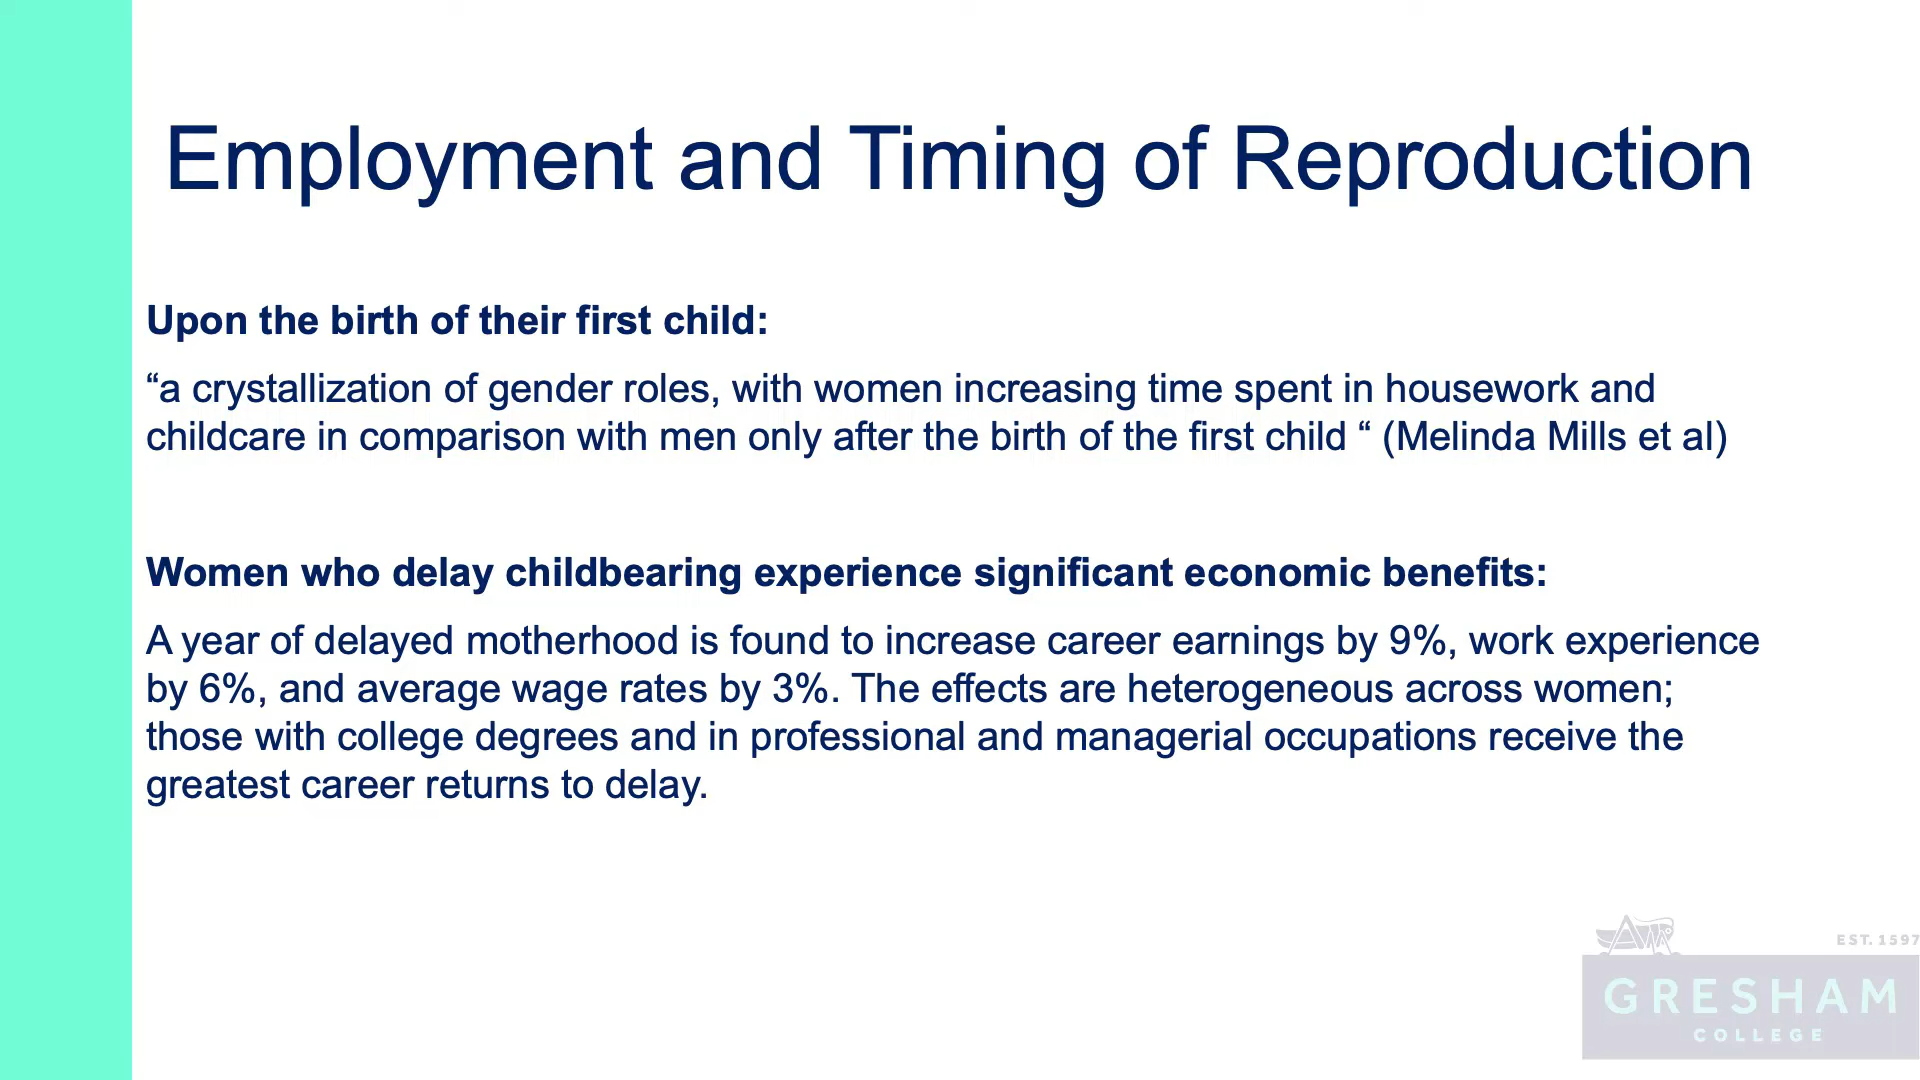 Employment and Timing of Reproduction
Upon the birth of their first child:
“a crystallization of gender roles, with women increasing time spent in housework and
childcare in comparison with men only after the birth of the first child “ (Melinda Mills et al)
Women who delay childbearing experience significant economic benefits:
A year of delayed motherhood is found to increase career earnings by 9%, work experience
by 6%, and average wage rates by 3%. The effects are heterogeneous across women;
those with college degrees and in professional and managerial occupations receive the
greatest career returns to delay.
EST. 1597
GRESHAM
COLLEGE